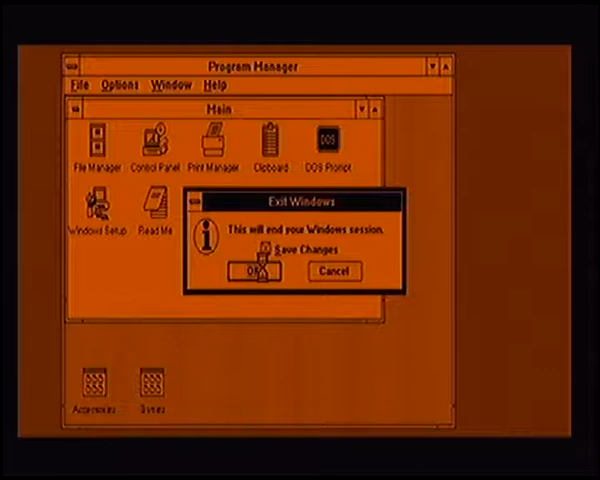 Program Manager
File Options Window Help
Main
File Manager Control Panel Print Manager Clipboard DOS Prompt
DOS
Windows Setup Read Me
Exit Windows
This will end your Windows session.
Save Changes
OK Cancel
Accessories Games